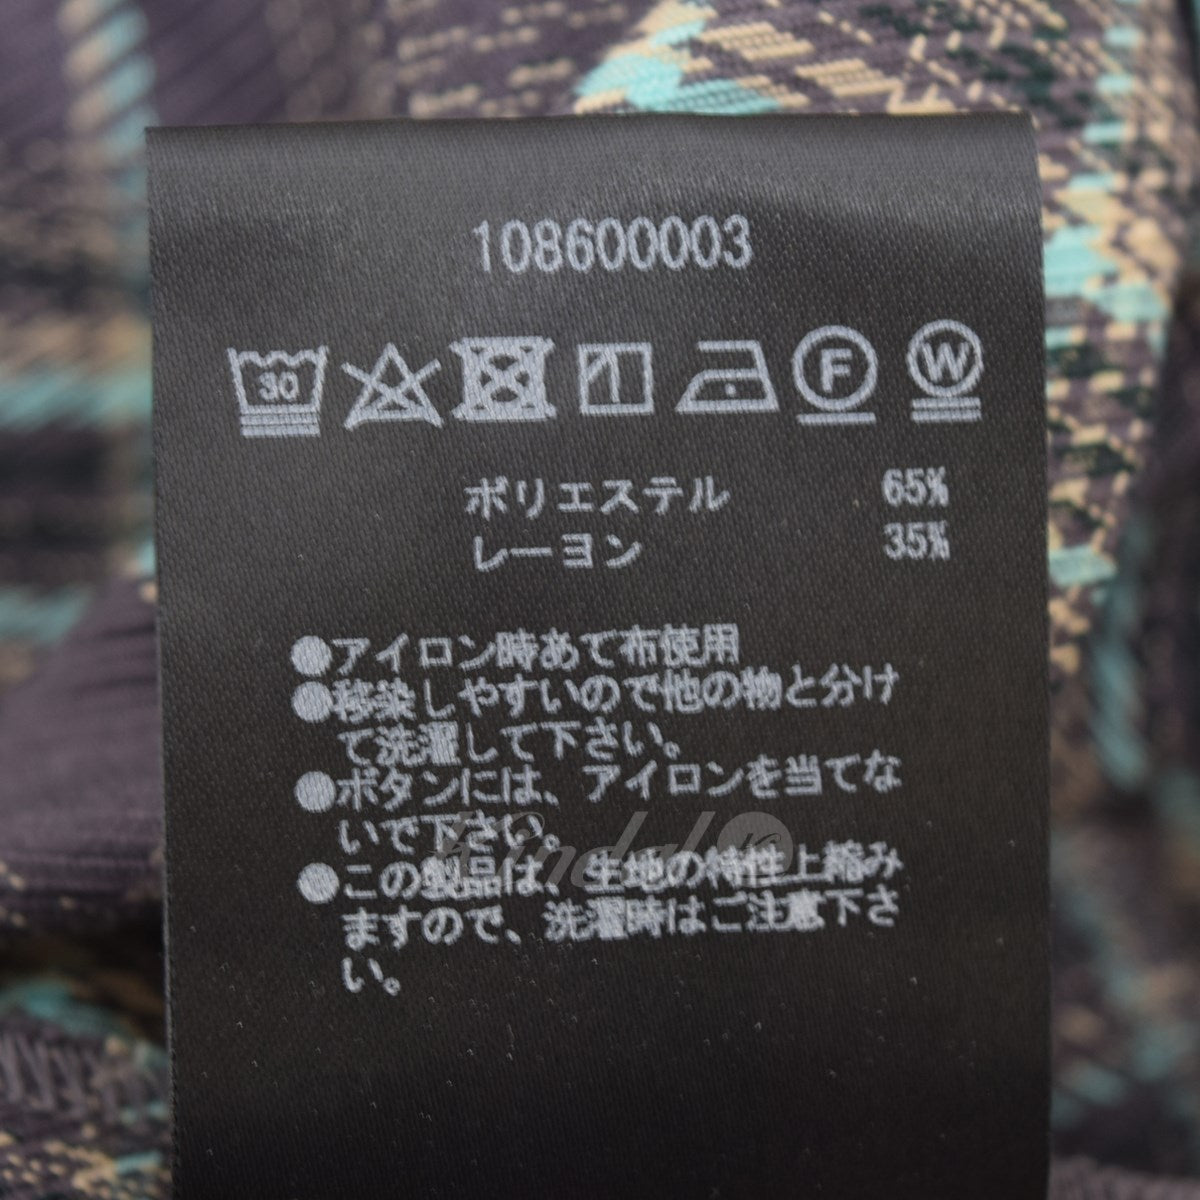 108600003
30
F
W
ポリエステル 65%
レーヨン 35%
●アイロン時あて布使用
●移染しやすいので他の物と分け
て洗濯して下さい。
●ボタンには、アイロンを当てな
いで下さい。
Kindal
●この製品は、生地の特性上縮み
ますので、洗濯時はご注意下さ
い。